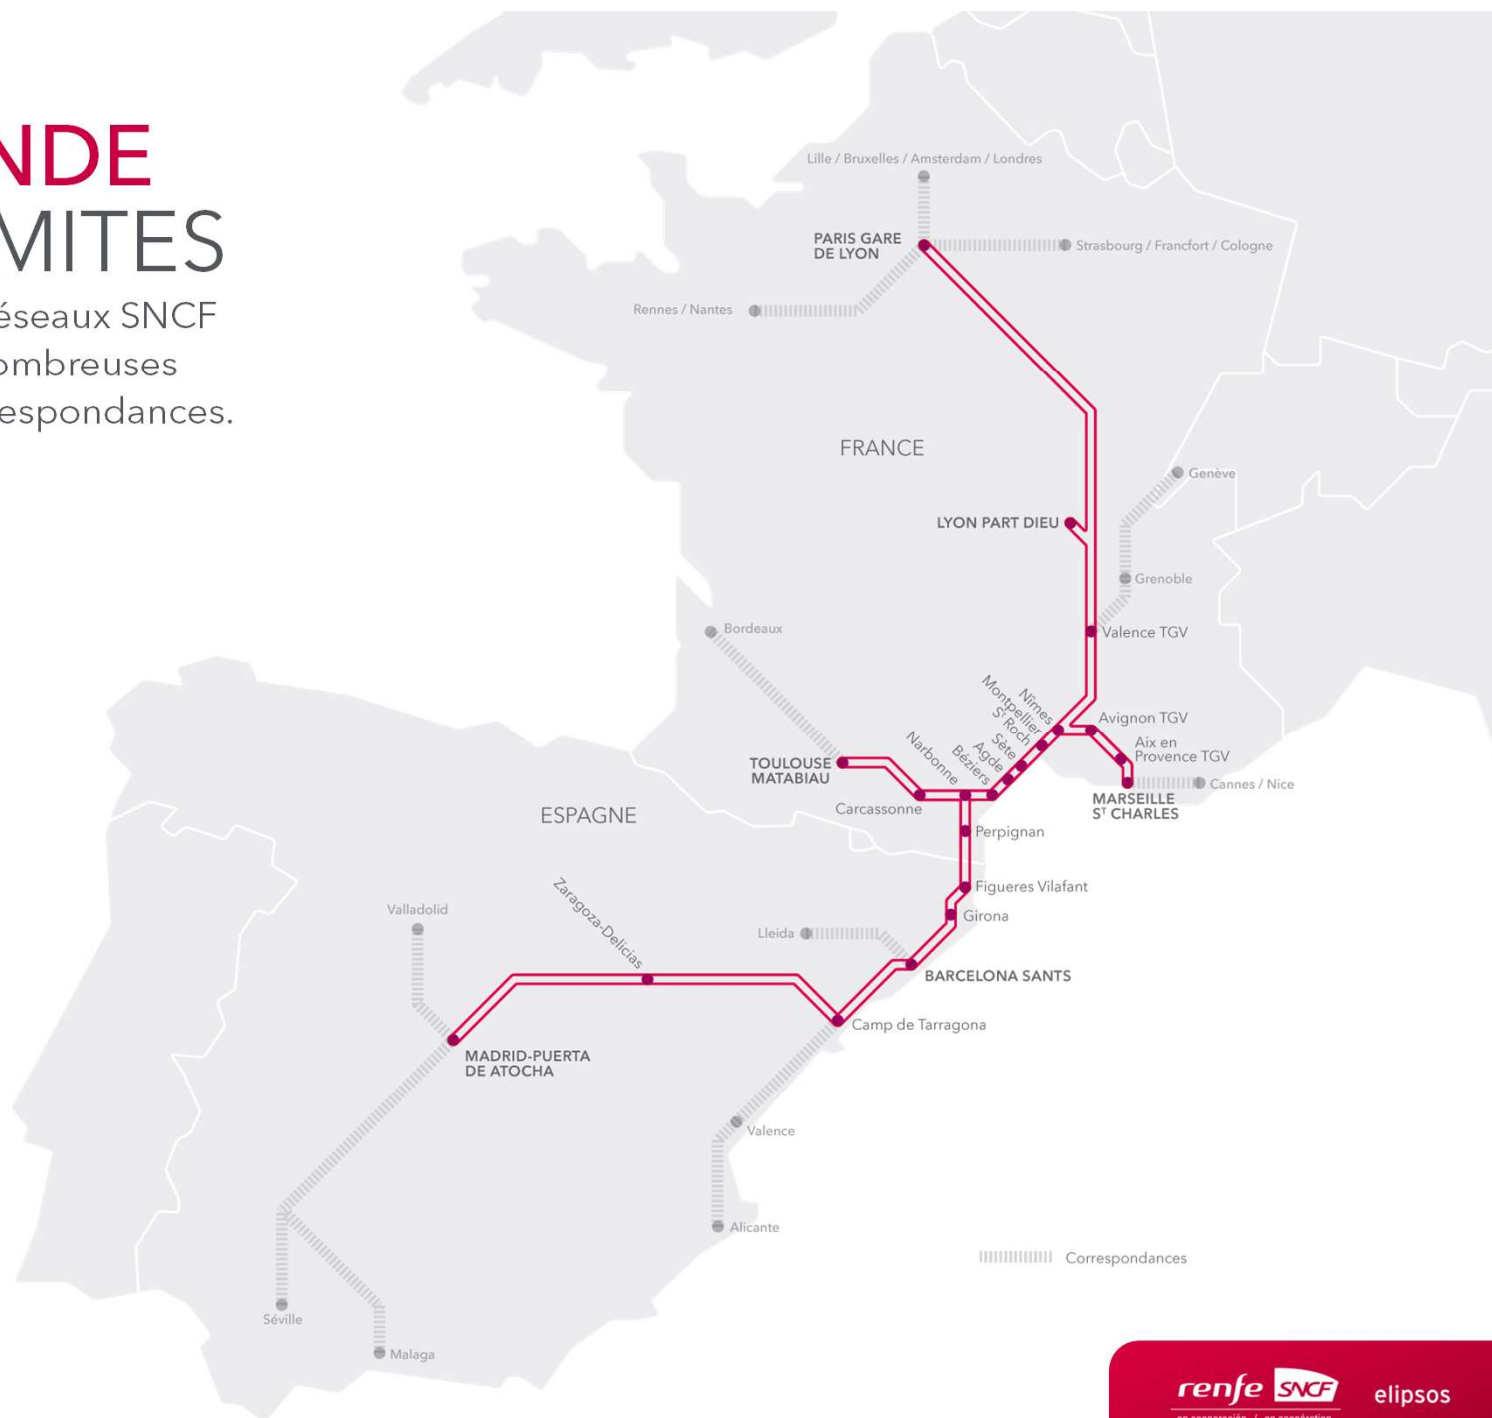 NDE
MITES
éseaux SNCF
ombreuses
espondances.
Lille / Bruxelles / Amsterdam / Londres
PARIS GARE
DE LYON
Strasbourg / Francfort / Cologne
Rennes / Nantes
FRANCE
Genève
LYON PART DIEU
Grenoble
Bordeaux
Valence TGV
Nîmes
Montpellier
Sᵀ Roch
Sète
Agde
Béziers
Narbonne
Avignon TGV
Aix en
Provence TGV
TOULOUSE
MATABIAU
Cannes / Nice
MARSEILLE
Sᵀ CHARLES
Carcassonne
ESPAGNE
Perpignan
Figueres Vilafant
Girona
Zaragoza-Delicias
Valladolid
Lleida
BARCELONA SANTS
Camp de Tarragona
MADRID-PUERTA
DE ATOCHA
Valence
Alicante
Correspondances
Séville
Malaga
renfe SNCF
elipsos
en cooperación / en coopération